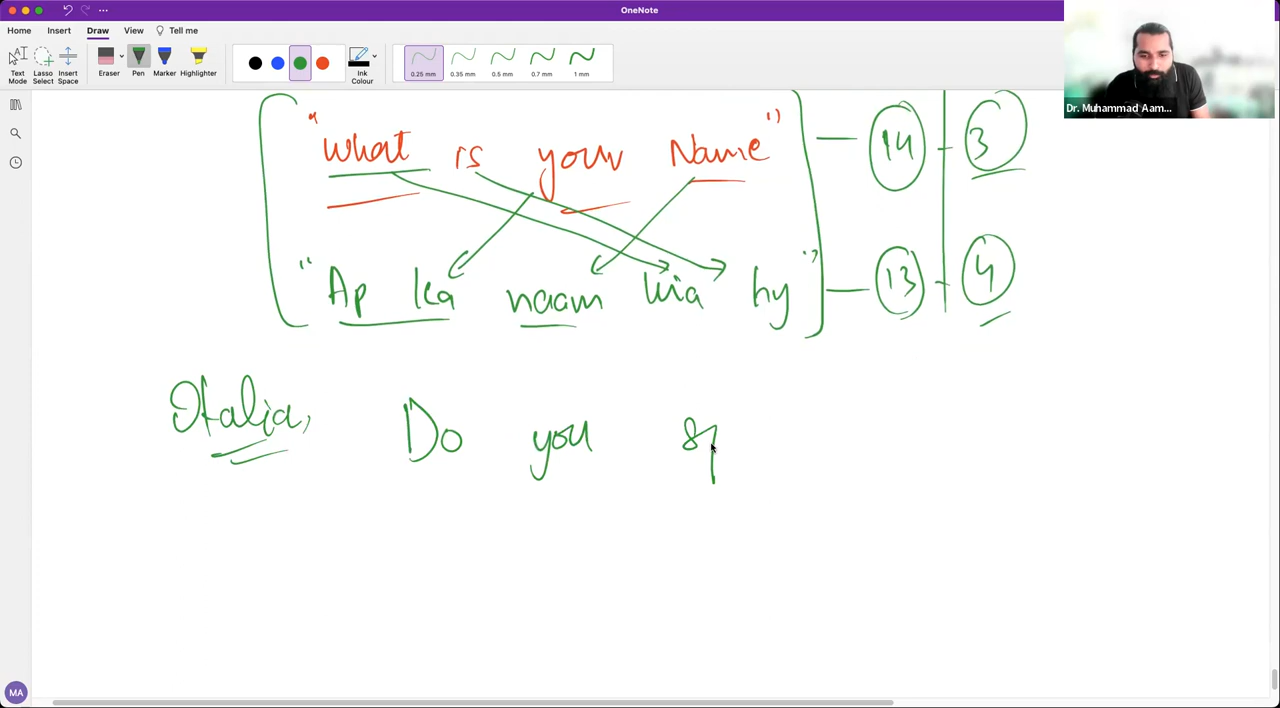 OneNote
Home Insert Draw View Tell me
Text Mode Lasso Select Insert Space Eraser Pen Marker Highlighter Ink Colour 0.25 mm 0.35 mm 0.5 mm 0.7 mm 1 mm
Dr. Muhammad Aam...
"What is your Name" — 14 - 3
"Ap ka naam kia hy" — 13 - 4
Italia, Do you sp
MA